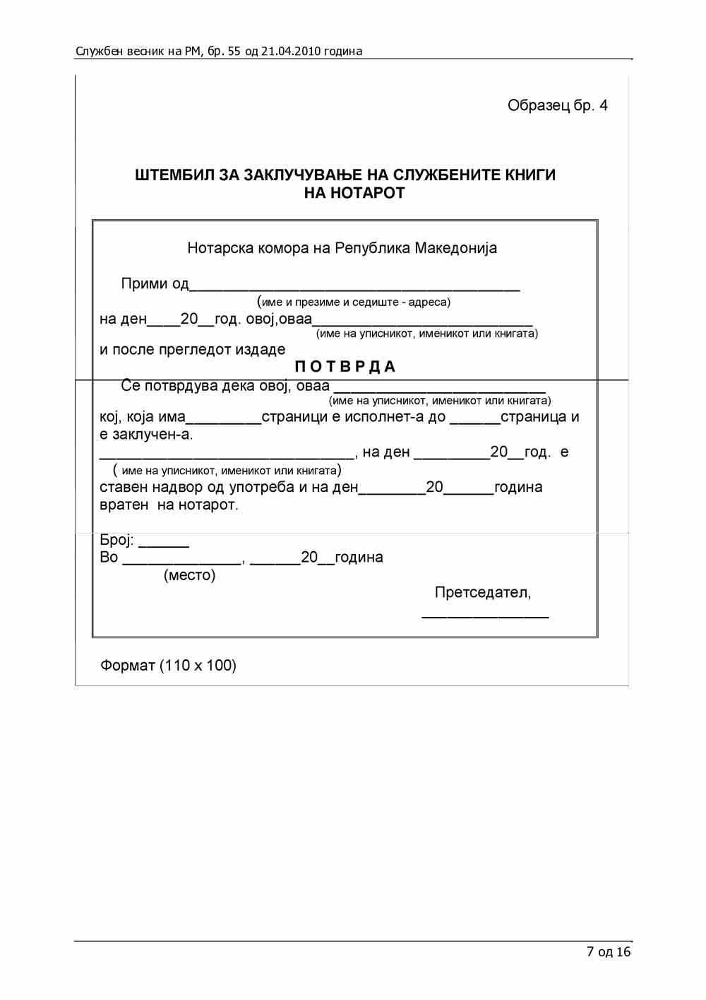 Службен весник на РМ, бр. 55 од 21.04.2010 година
Образец бр. 4
ШТЕМБИЛ ЗА ЗАКЛУЧУВАЊЕ НА СЛУЖБЕНИТЕ КНИГИ
НА НОТАРОТ
Нотарска комора на Република Македонија
Прими од_______________________________________
(име и презиме и седиште - адреса)
на ден____20__год. овој,оваа__________________________
(име на уписникот, именикот или книгата)
и после прегледот издаде
П О Т В Р Д А
Се потврдува дека овој, оваа _________________________
(име на уписникот, именикот или книгата)
кој, која има_________страници е исполнет-а до ______страница и
е заклучен-а.
______________________________, на ден _________20__год.  е
( име на уписникот, именикот или книгата)
ставен надвор од употреба и на ден________20______година
вратен  на нотарот.
Број: ______
Во ______________, ______20__година
(место)
Претседател,
_______________
Формат (110 х 100)
7 од 16